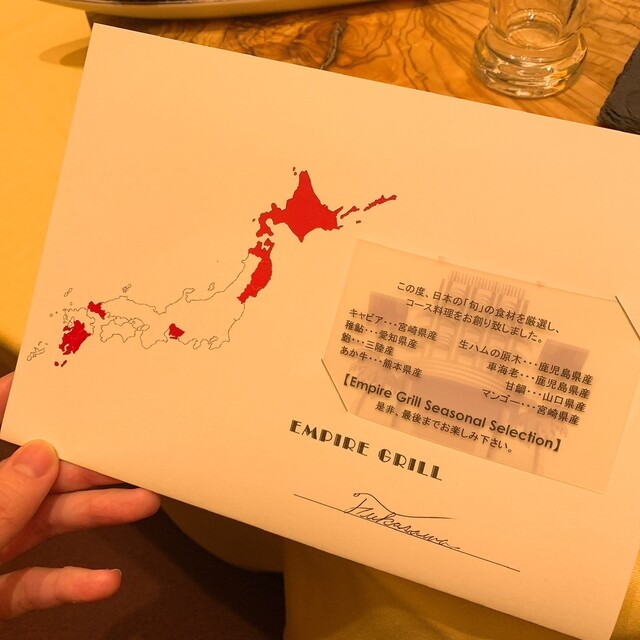 この度、日本の「旬」の食材を厳選し、
コース料理をお創り致しました。
キャビア・・・宮崎県産
稚鮎・・・愛知県産
鮑・・・三陸産
あか牛・・・熊本県産
生ハムの原木・・・鹿児島県産
車海老・・・鹿児島県産
甘鯛・・・山口県産
マンゴー・・・宮崎県産
【Empire Grill Seasonal Selection】
是非、最後までお楽しみ下さい。
EMPIRE GRILL